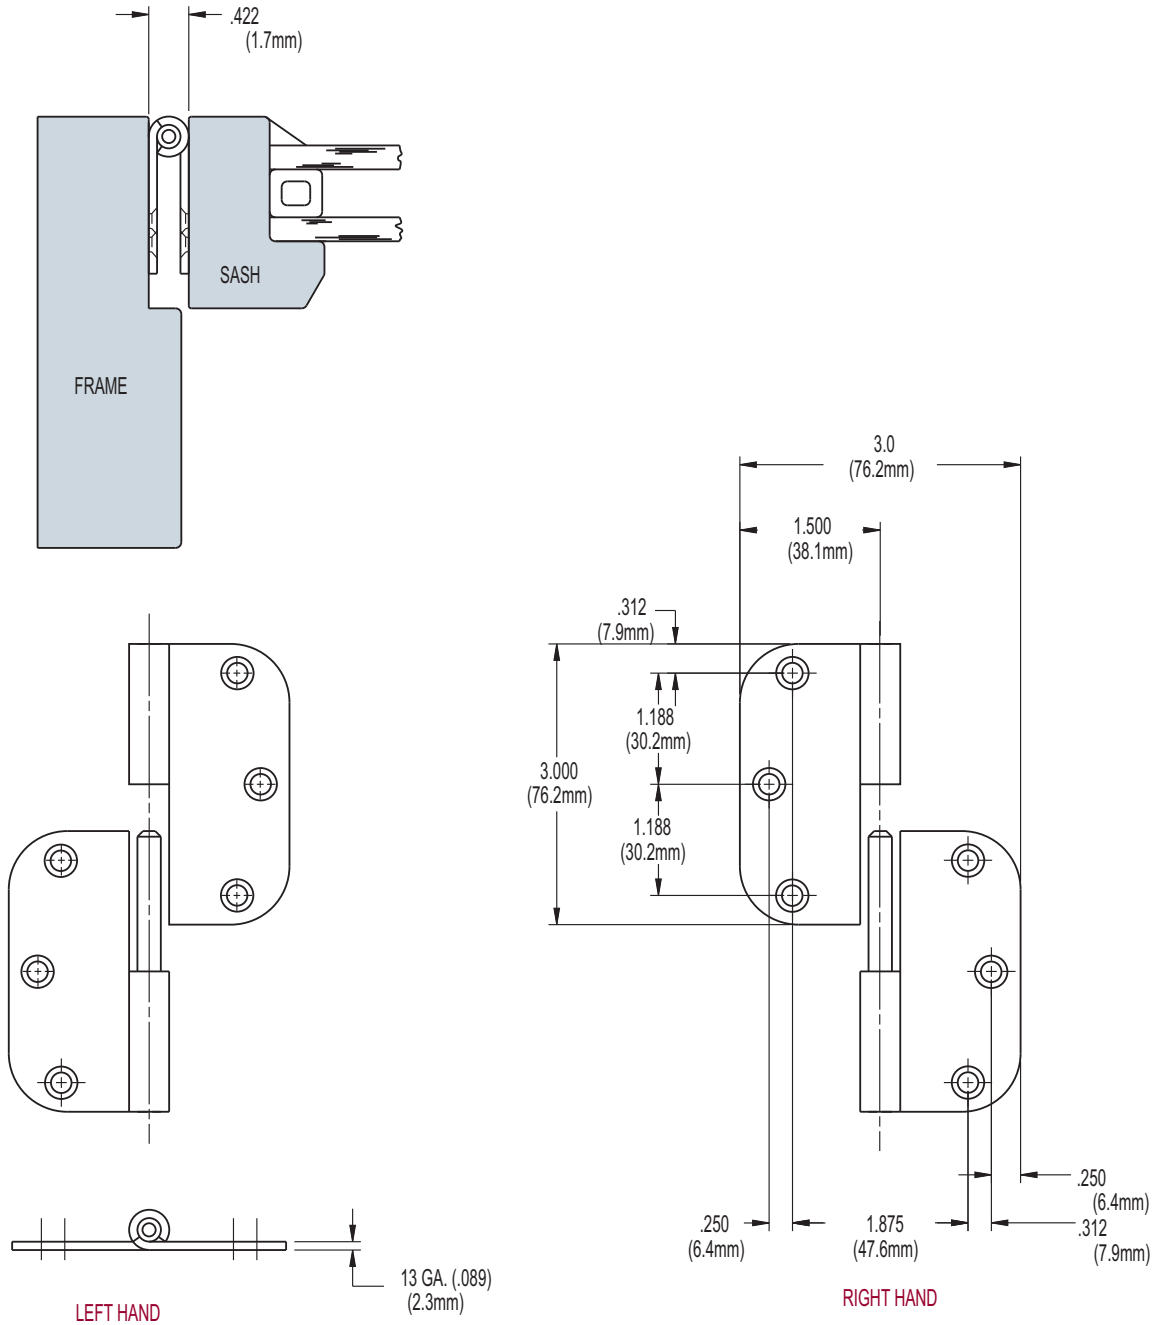 .422
(1.7mm)
SASH
FRAME
3.0
(76.2mm)
1.500
(38.1mm)
.312
(7.9mm)
1.188
(30.2mm)
3.000
(76.2mm)
1.188
(30.2mm)
.250
(6.4mm)
.250
(6.4mm)
1.875
(47.6mm)
.312
(7.9mm)
13 GA. (.089)
(2.3mm)
LEFT HAND
RIGHT HAND